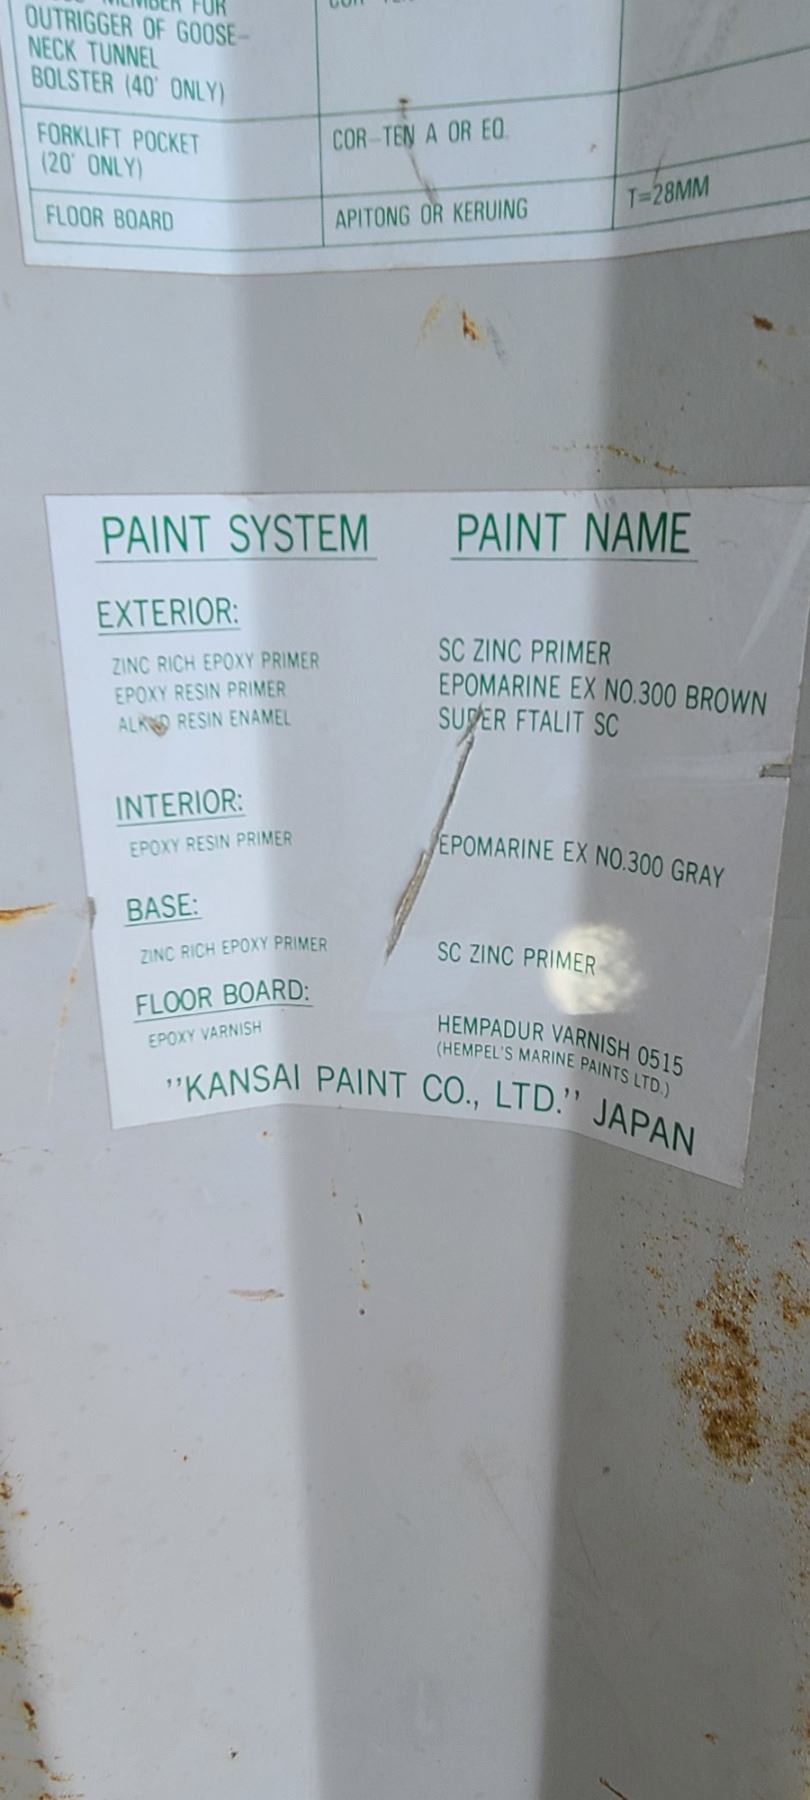 MEMBER FOR
OUTRIGGER OF GOOSE-
NECK TUNNEL
BOLSTER (40' ONLY)
FORKLIFT POCKET
(20' ONLY)
COR-TEN A OR EQ.
FLOOR BOARD
APITONG OR KERUING
T=28MM
PAINT SYSTEM
PAINT NAME
EXTERIOR:
ZINC RICH EPOXY PRIMER
SC ZINC PRIMER
EPOXY RESIN PRIMER
EPOMARINE EX NO.300 BROWN
ALKYD RESIN ENAMEL
SUPER FTALIT SC
INTERIOR:
EPOXY RESIN PRIMER
EPOMARINE EX NO.300 GRAY
BASE:
ZINC RICH EPOXY PRIMER
SC ZINC PRIMER
FLOOR BOARD:
EPOXY VARNISH
HEMPADUR VARNISH 0515
(HEMPEL'S MARINE PAINTS LTD.)
"KANSAI PAINT CO., LTD." JAPAN